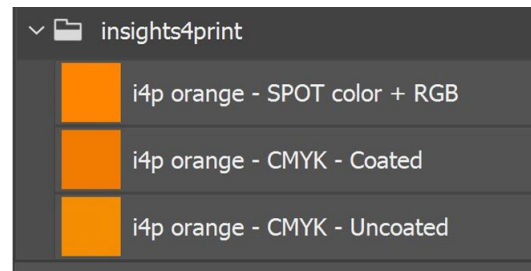 insights4print
i4p orange - SPOT color + RGB
i4p orange - CMYK - Coated
i4p orange - CMYK - Uncoated